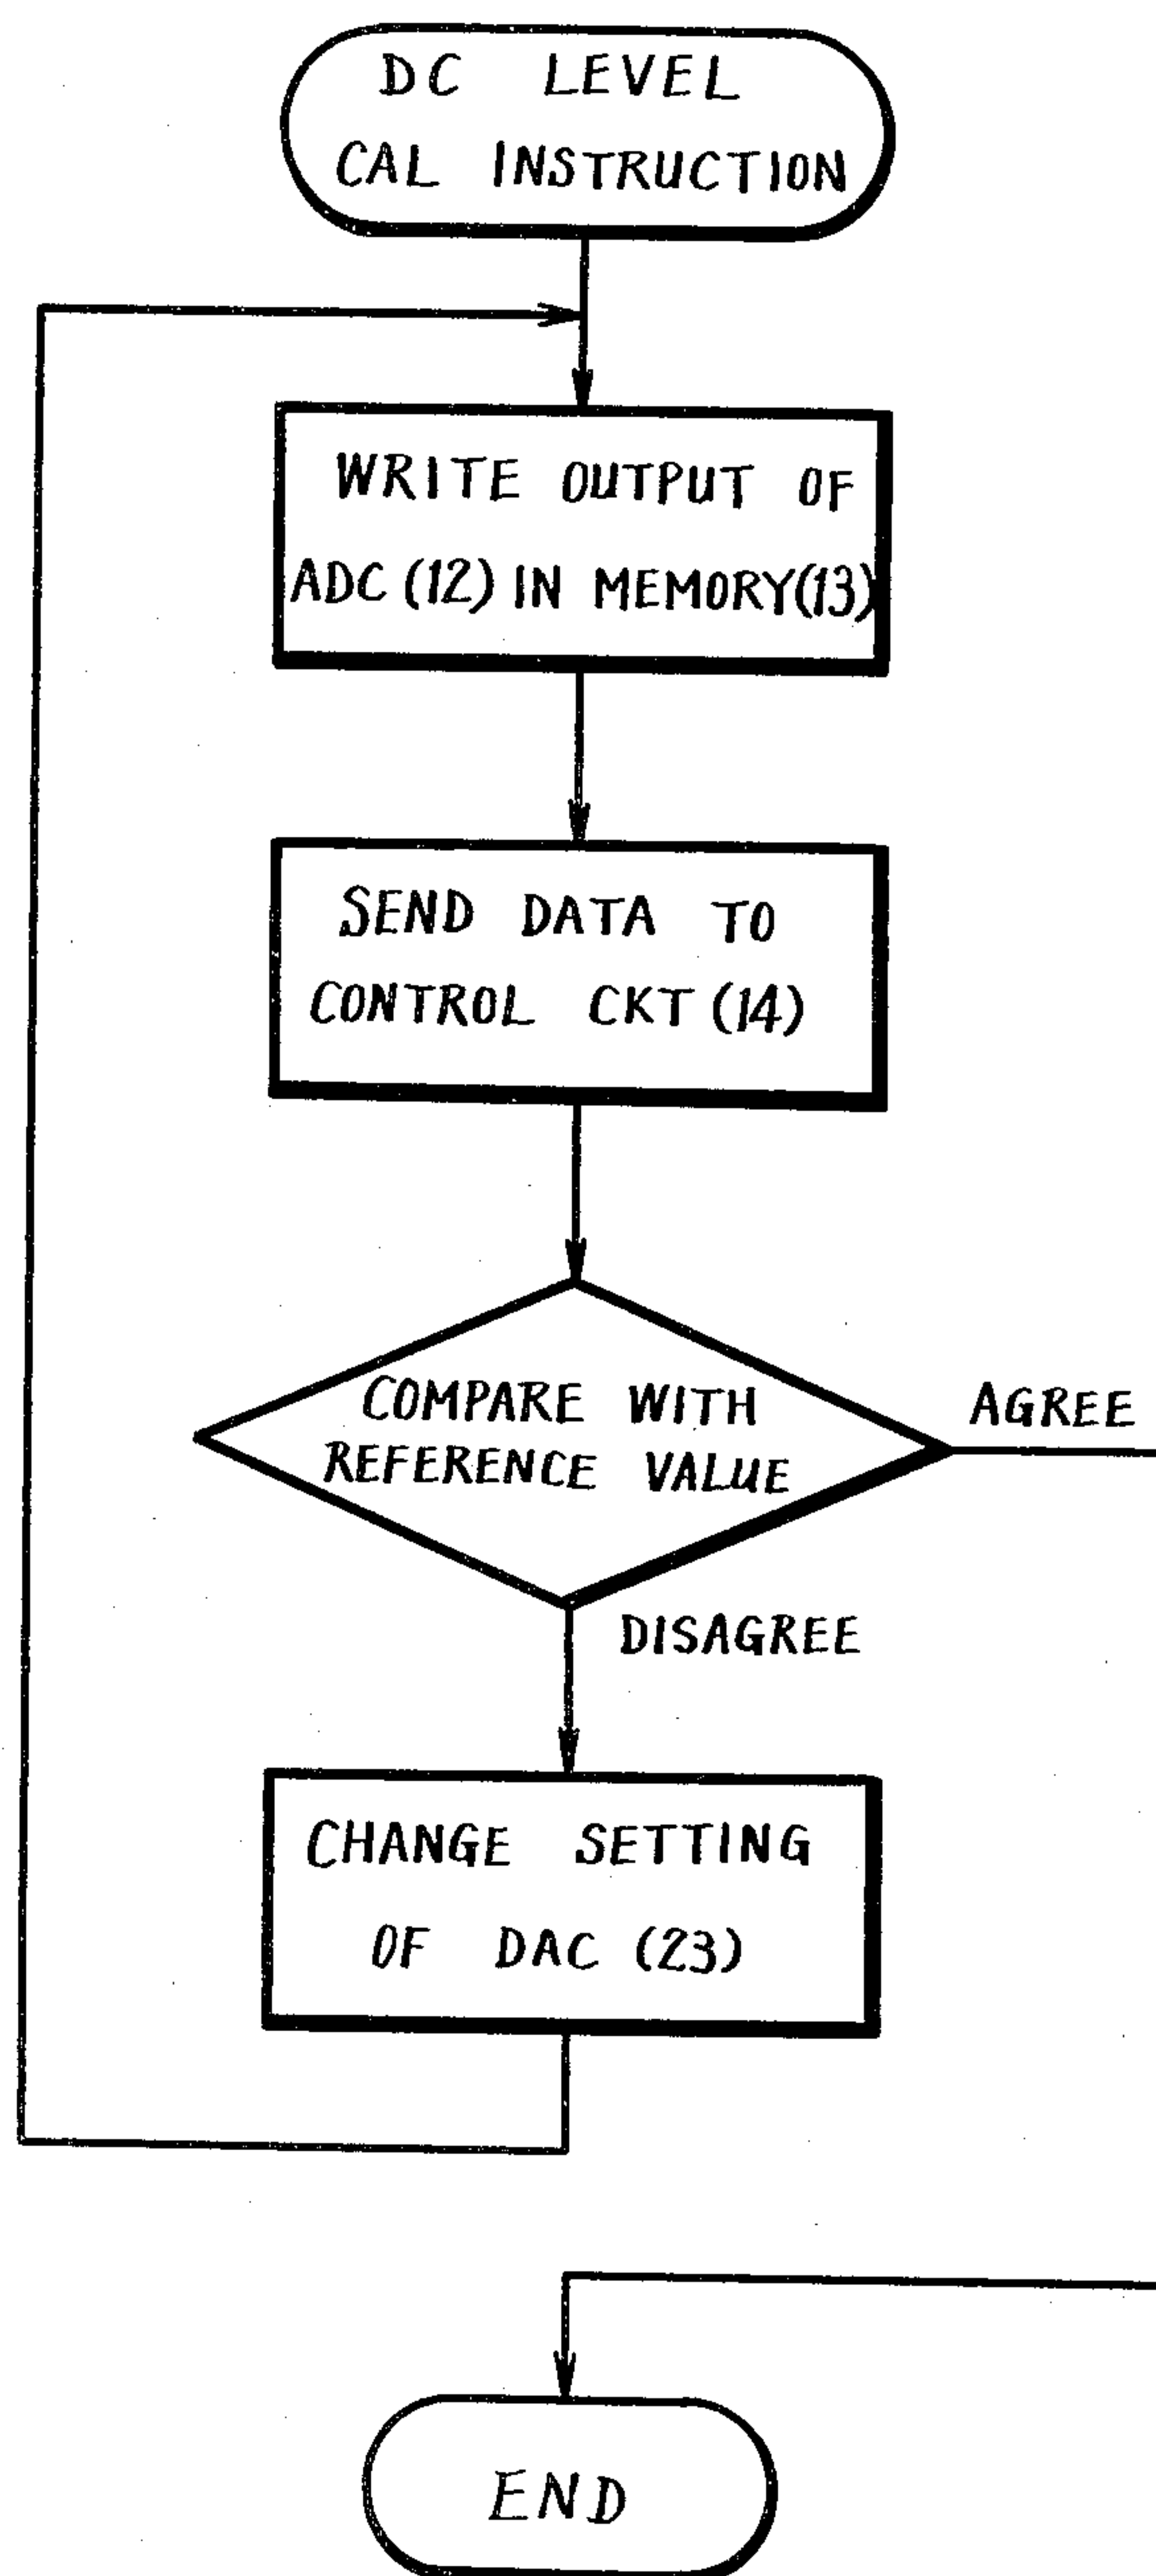 DC LEVEL
CAL INSTRUCTION
WRITE OUTPUT OF
ADC (12) IN MEMORY (13)
SEND DATA TO
CONTROL CKT (14)
COMPARE WITH
REFERENCE VALUE
AGREE
DISAGREE
CHANGE SETTING
OF DAC (23)
END